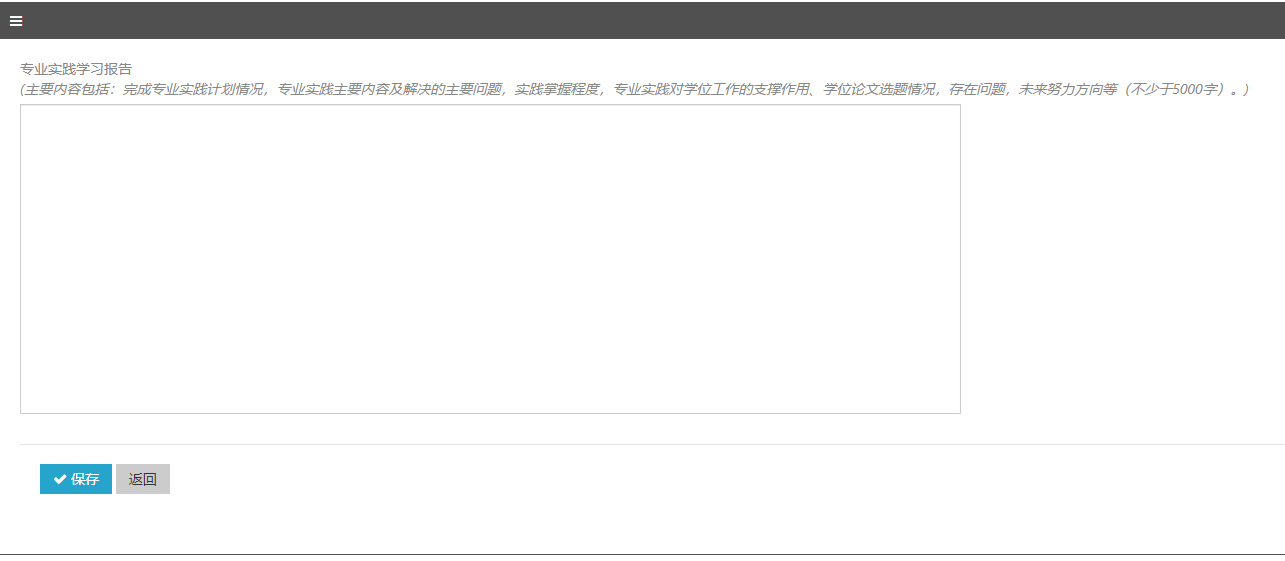 专业实践学习报告
(主要内容包括：完成专业实践计划情况，专业实践主要内容及解决的主要问题，实践掌握程度，专业实践对学位工作的支撑作用、学位论文选题情况，存在问题，未来努力方向等（不少于5000字）。)
保存 返回